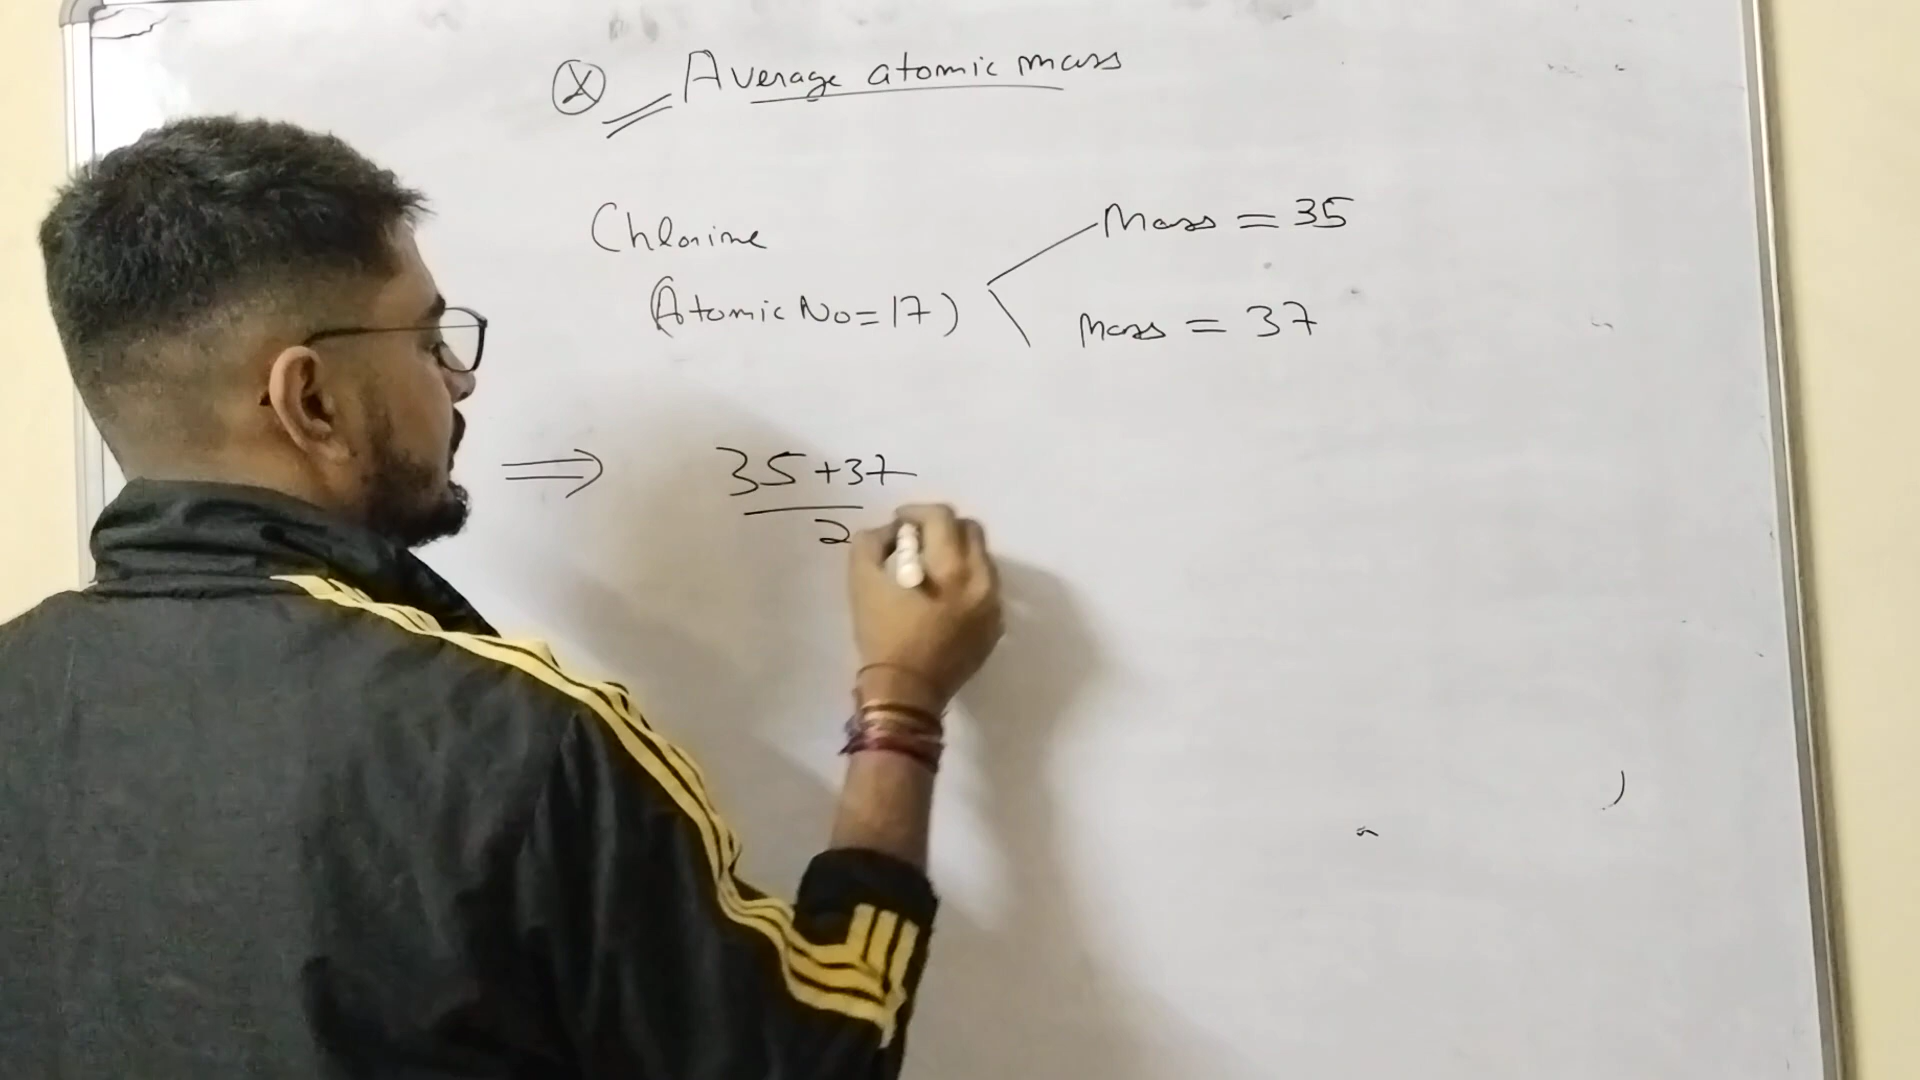 Average atomic mass
Chlorine
(Atomic No = 17)
Mass = 35
Mass = 37
⇒ 35+37
2